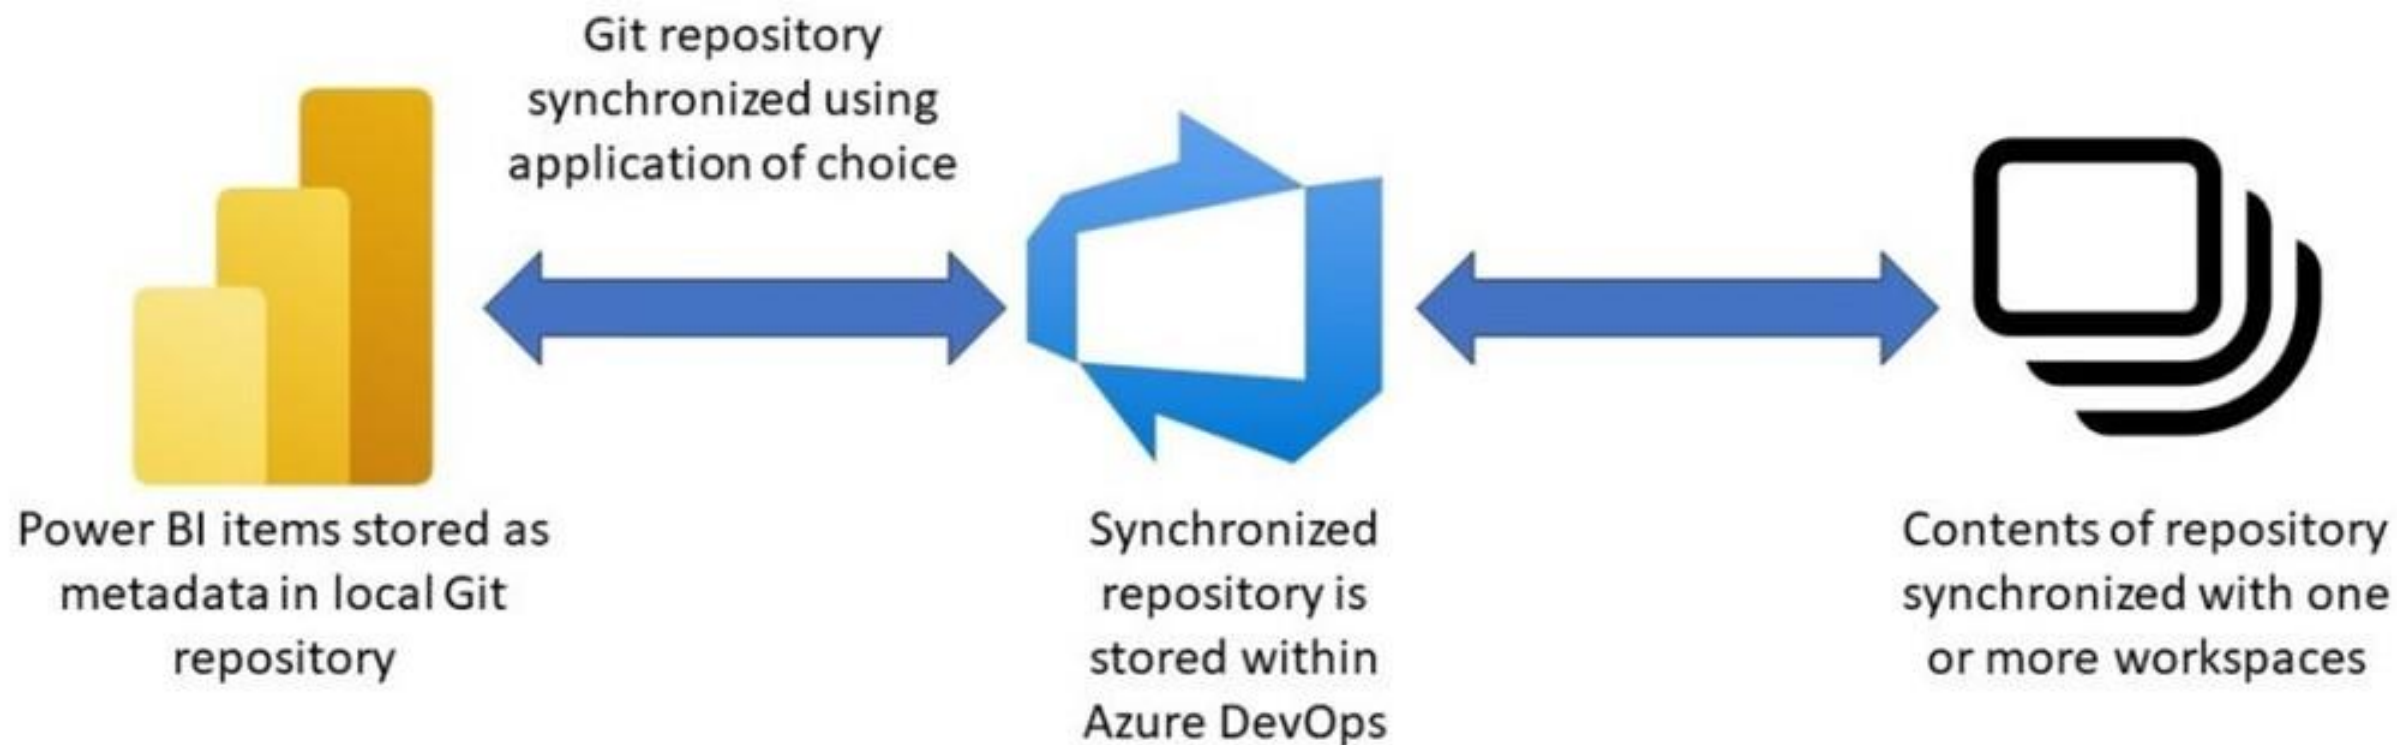 Git repository
synchronized using
application of choice
Power BI items stored as
metadata in local Git
repository
Synchronized
repository is
stored within
Azure DevOps
Contents of repository
synchronized with one
or more workspaces